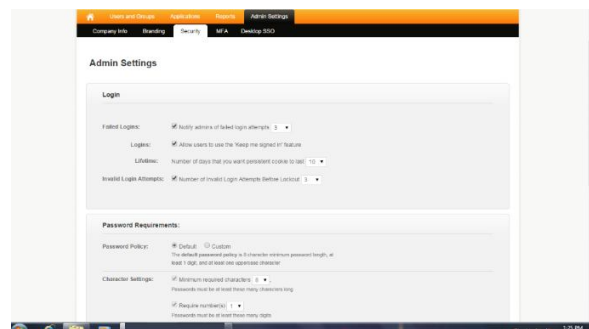 Users and Groups Applications Reports Admin Settings
Company Info Branding Security MFA Desktop SSO
Admin Settings
Login
Failed Logins: Notify admins of failed login attempts
Logins: Allow users to use the 'Keep me signed in' feature
Lifetime: Number of days that you want persistent cookie to last 10
Invalid Login Attempts: Number of Invalid Login Attempts Before Lockout 3
Password Requirements:
Password Policy: Default Custom
The default password policy is 8 character minimum password length, at
least 1 digit, and at least one uppercase character
Character Settings: Minimum required characters
Passwords must be at least these many characters long
Require number(s) 1
Passwords must be at least these many digits